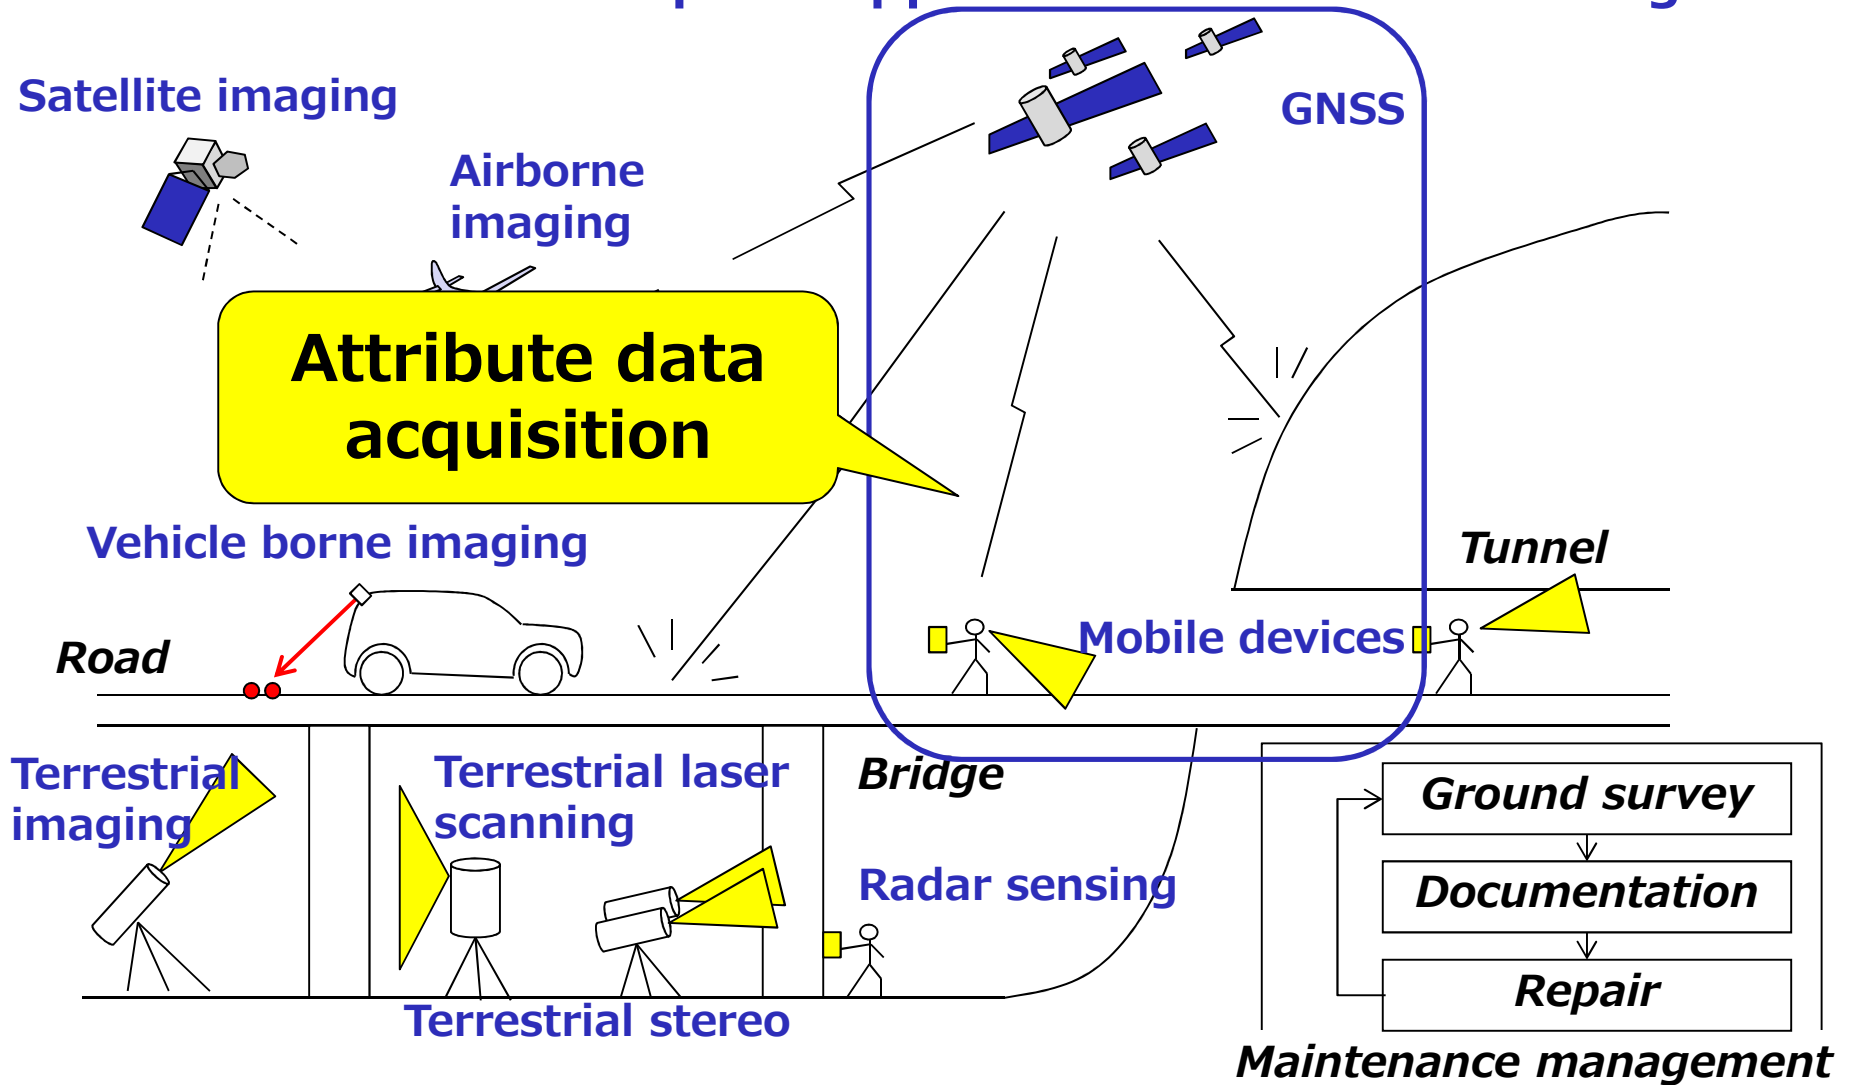 Satellite imaging
GNSS
Airborne
imaging
Attribute data
acquisition
Vehicle borne imaging
Tunnel
Road
Mobile devices
Terrestrial
imaging
Terrestrial laser
scanning
Bridge
Radar sensing
Terrestrial stereo
Ground survey
Documentation
Repair
Maintenance management